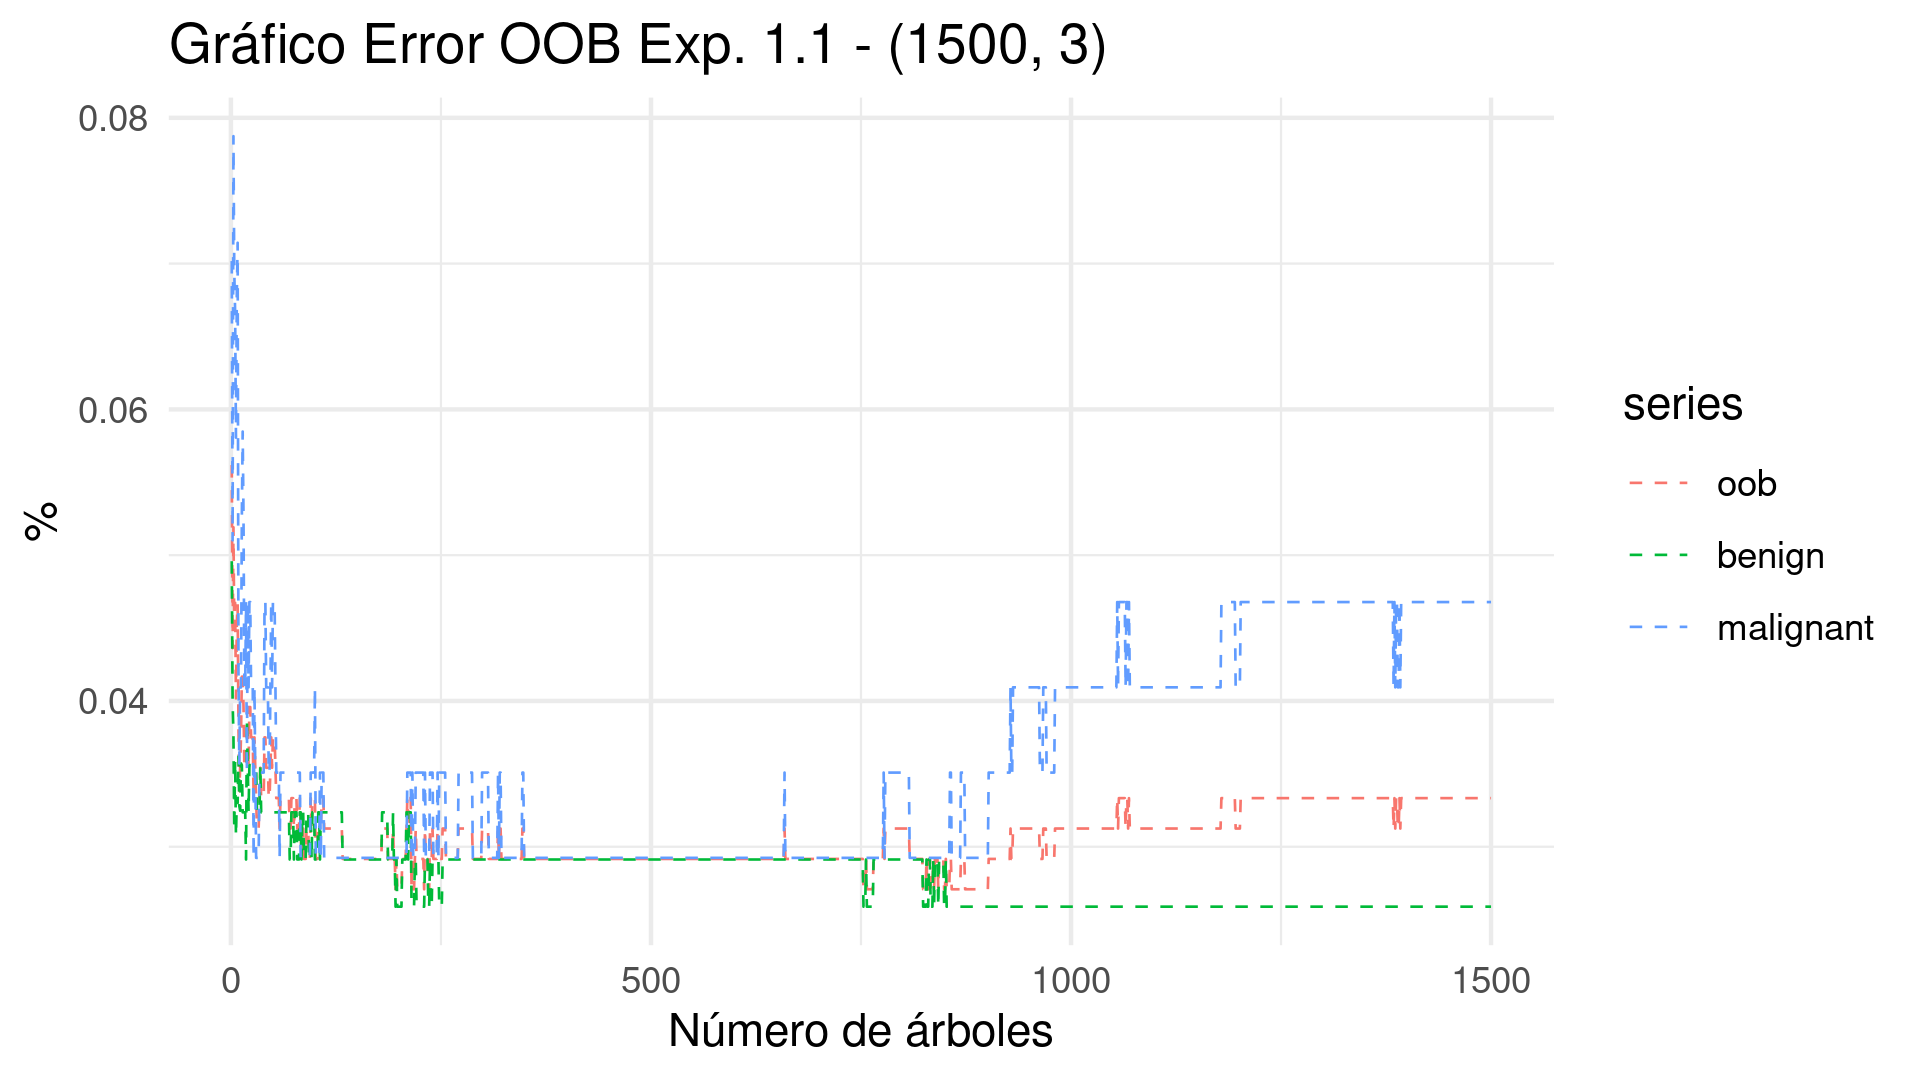 Gráfico Error OOB Exp. 1.1 - (1500, 3)
0.08
0.06
0.04
%
0
500
1000
1500
Número de árboles
series
oob
benign
malignant